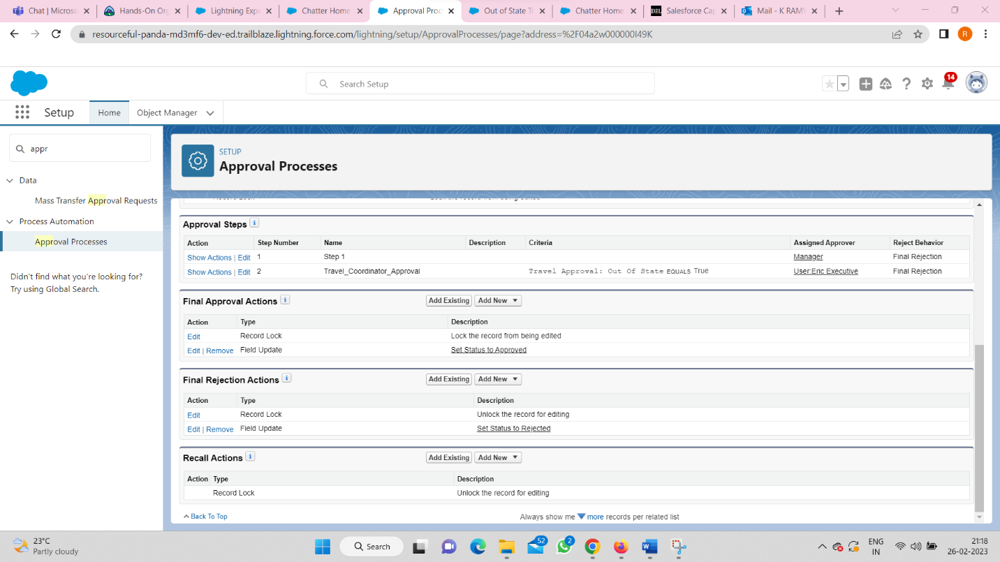 Chat | Microso
Hands-On Org
Lightning Expe
Chatter Home
Approval Proc
Out of State Tr
Chatter Home
Salesforce Cap
Mail - K RAMY
resourceful-panda-md3mf6-dev-ed.trailblaze.lightning.force.com/lightning/setup/ApprovalProcesses/page?address=%2F04a2w000000I49K
R
Search Setup
14
Setup
Home
Object Manager
appr
Data
Mass Transfer Approval Requests
Process Automation
Approval Processes
Didn't find what you're looking for?
Try using Global Search.
SETUP
Approval Processes
Approval Steps i
Action Step Number Name Description Criteria Assigned Approver Reject Behavior
Show Actions | Edit 1 Step 1 Manager Final Rejection
Show Actions | Edit 2 Travel_Coordinator_Approval Travel Approval: Out Of State EQUALS True User:Eric Executive Final Rejection
Final Approval Actions i Add Existing Add New
Action Type Description
Edit Record Lock Lock the record from being edited
Edit | Remove Field Update Set Status to Approved
Final Rejection Actions i Add Existing Add New
Action Type Description
Edit Record Lock Unlock the record for editing
Edit | Remove Field Update Set Status to Rejected
Recall Actions i Add Existing Add New
Action Type Description
Record Lock Unlock the record for editing
Back To Top
Always show me more records per related list
23°C
Partly cloudy
Search
52
2
ENG
IN
21:18
26-02-2023